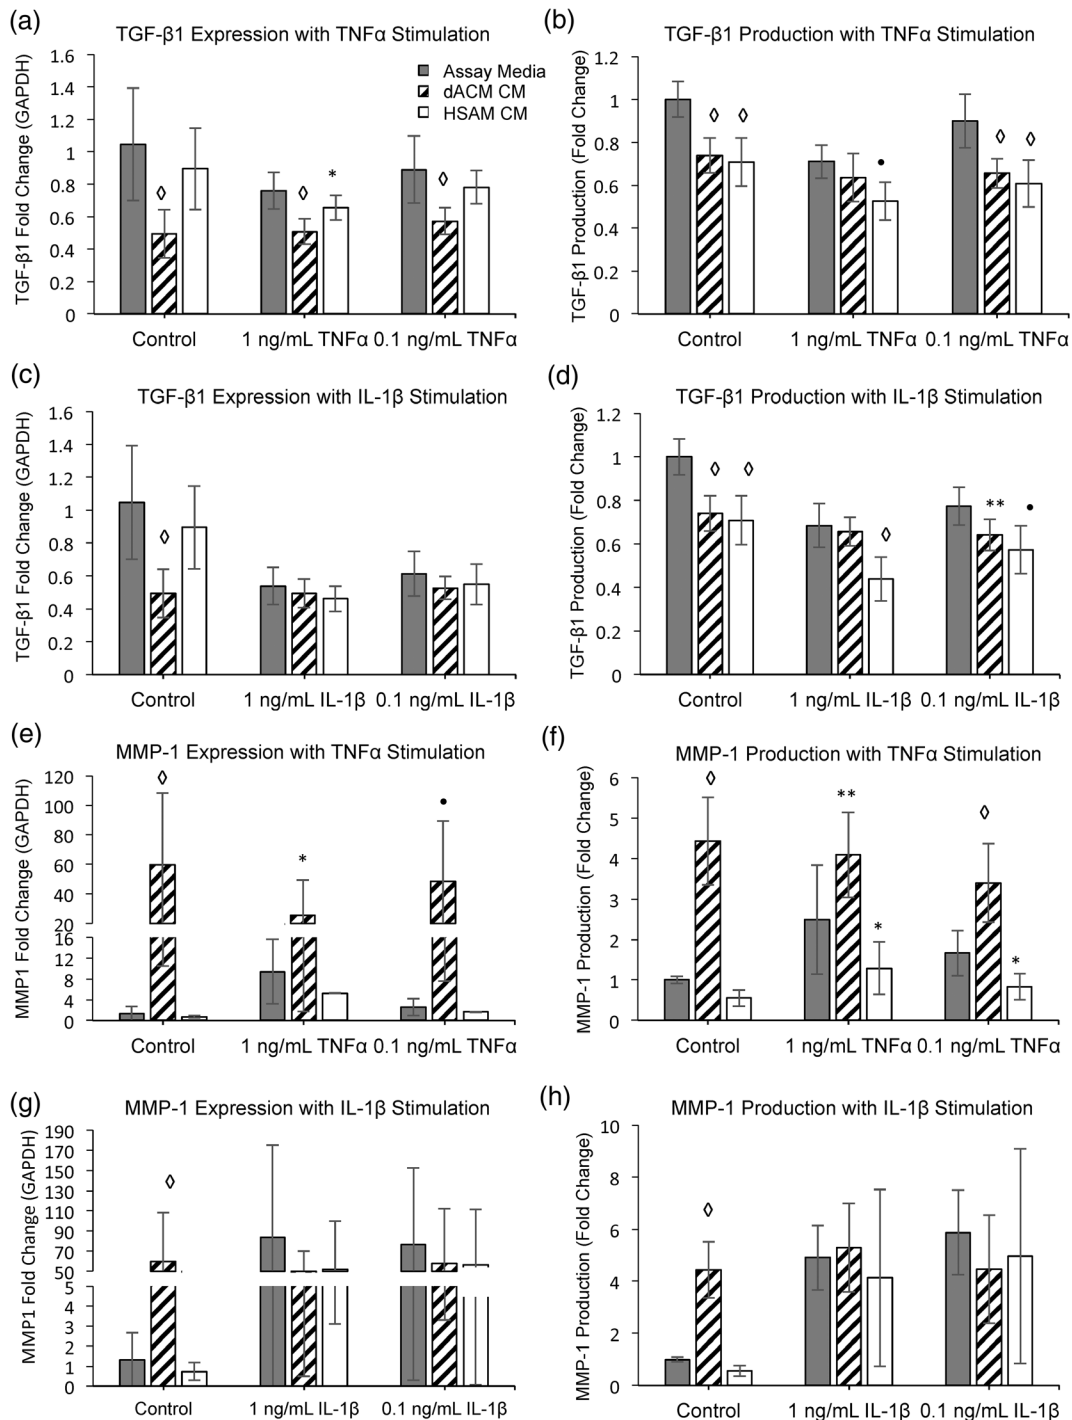 (a)
TGF-β1 Expression with TNFα Stimulation
TGF-β1 Fold Change (GAPDH)
1.6
1.4
1.2
1
0.8
0.6
0.4
0.2
0
Assay Media
dACM CM
HSAM CM
◊
◊
*
◊
Control
1 ng/mL TNFα
0.1 ng/mL TNFα
(b)
TGF-β1 Production with TNFα Stimulation
TGF-β1 Production (Fold Change)
1.2
1
0.8
0.6
0.4
0.2
0
◊
◊
•
◊
◊
Control
1 ng/mL TNFα
0.1 ng/mL TNFα
(c)
TGF-β1 Expression with IL-1β Stimulation
TGF-β1 Fold Change (GAPDH)
1.6
1.4
1.2
1
0.8
0.6
0.4
0.2
0
◊
Control
1 ng/mL IL-1β
0.1 ng/mL IL-1β
(d)
TGF-β1 Production with IL-1β Stimulation
TGF-β1 Production (Fold Change)
1.2
1
0.8
0.6
0.4
0.2
0
◊
◊
◊
**
•
Control
1 ng/mL IL-1β
0.1 ng/mL IL-1β
(e)
MMP-1 Expression with TNFα Stimulation
MMP1 Fold Change (GAPDH)
120
100
80
60
40
20
16
12
8
4
0
◊
*
•
Control
1 ng/mL TNFα
0.1 ng/mL TNFα
(f)
MMP-1 Production with TNFα Stimulation
MMP-1 Production (Fold Change)
6
5
4
3
2
1
0
◊
**
*
◊
*
Control
1 ng/mL TNFα
0.1 ng/mL TNFα
(g)
MMP-1 Expression with IL-1β Stimulation
MMP1 Fold Change (GAPDH)
190
170
150
130
110
90
70
50
5
4
3
2
1
0
◊
Control
1 ng/mL IL-1β
0.1 ng/mL IL-1β
(h)
MMP-1 Production with IL-1β Stimulation
MMP-1 Production (Fold Change)
10
8
6
4
2
0
◊
Control
1 ng/mL IL-1β
0.1 ng/mL IL-1β